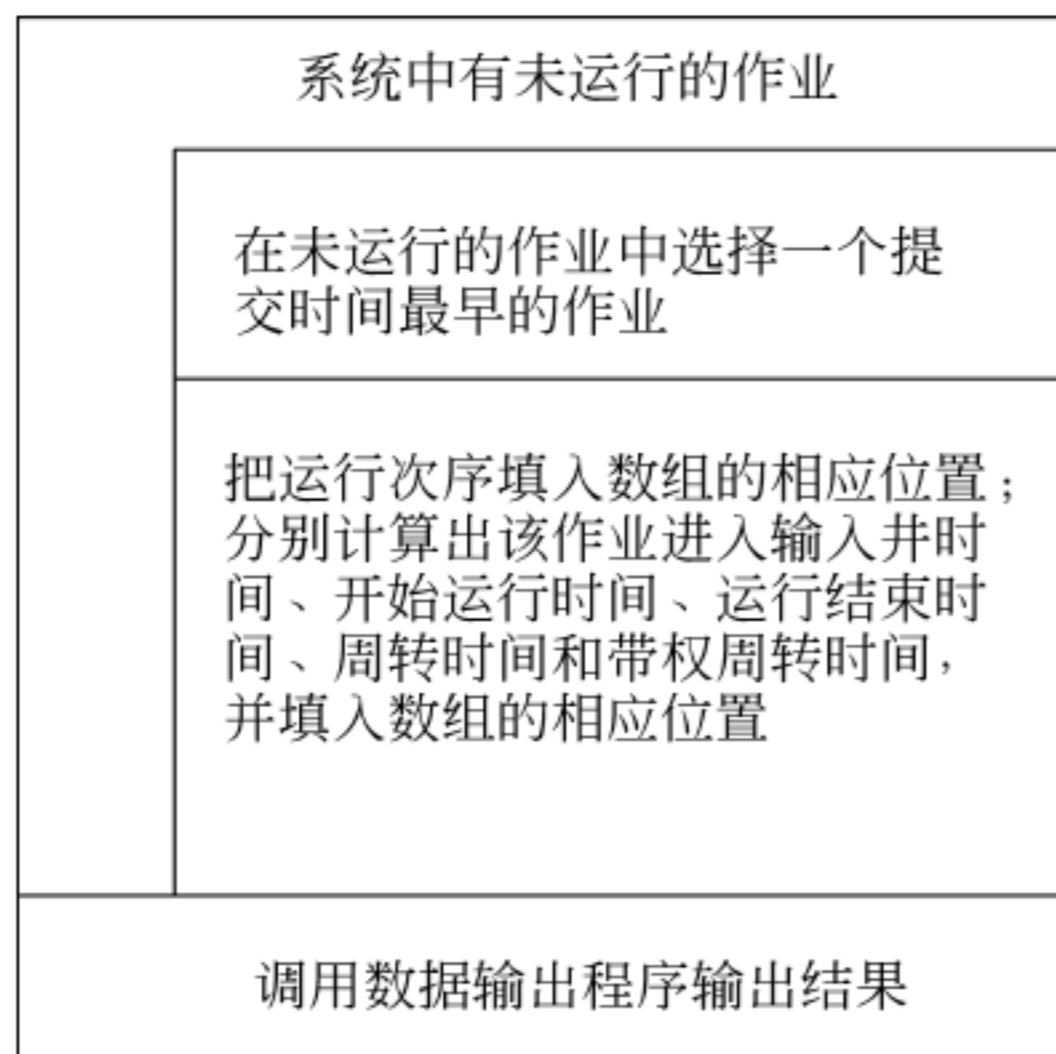 系统中有未运行的作业
在未运行的作业中选择一个提
交时间最早的作业
把运行次序填入数组的相应位置；
分别计算出该作业进入输入井时
间、开始运行时间、运行结束时
间、周转时间和带权周转时间，
并填入数组的相应位置
调用数据输出程序输出结果